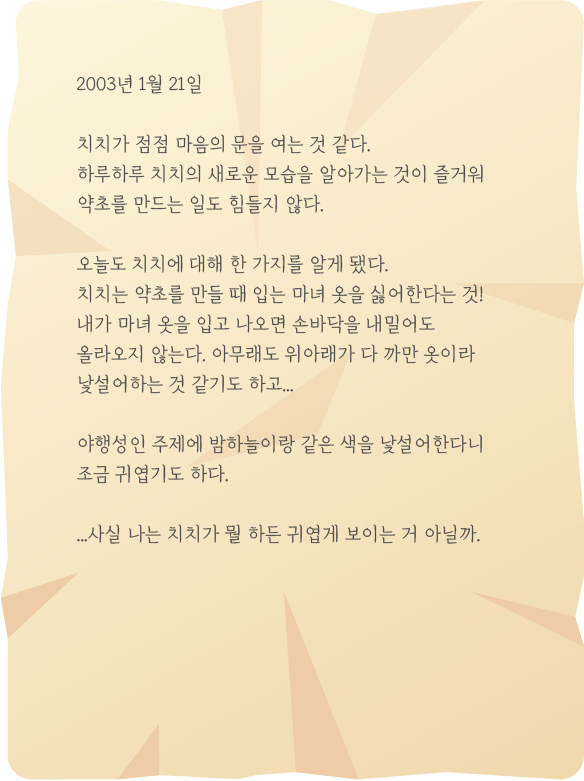 2003년 1월 21일
치치가 점점 마음의 문을 여는 것 같다.
하루하루 치치의 새로운 모습을 알아가는 것이 즐거워
약초를 만드는 일도 힘들지 않다.
오늘도 치치에 대해 한 가지를 알게 됐다.
치치는 약초를 만들 때 입는 마녀 옷을 싫어한다는 것!
내가 마녀 옷을 입고 나오면 손바닥을 내밀어도
올라오지 않는다. 아무래도 위아래가 다 까만 옷이라
낯설어하는 것 같기도 하고...
야행성인 주제에 밤하늘이랑 같은 색을 낯설어한다니
조금 귀엽기도 하다.
...사실 나는 치치가 뭘 하든 귀엽게 보이는 거 아닐까.